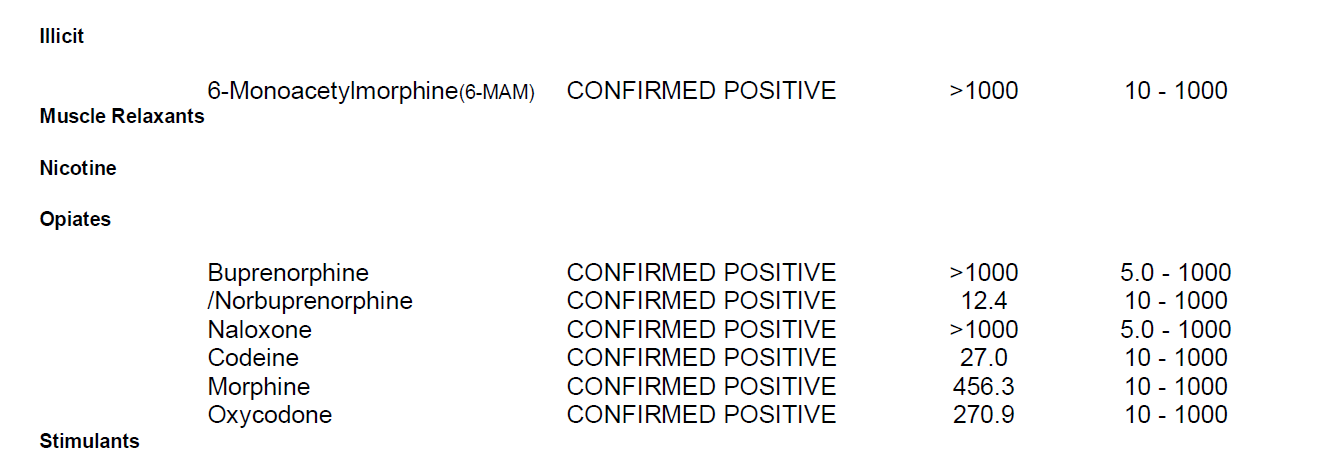 Illicit
6-Monoacetylmorphine(6-MAM) CONFIRMED POSITIVE >1000 10 - 1000
Muscle Relaxants
Nicotine
Opiates
Buprenorphine CONFIRMED POSITIVE >1000 5.0 - 1000
/Norbuprenorphine CONFIRMED POSITIVE 12.4 10 - 1000
Naloxone CONFIRMED POSITIVE >1000 5.0 - 1000
Codeine CONFIRMED POSITIVE 27.0 10 - 1000
Morphine CONFIRMED POSITIVE 456.3 10 - 1000
Oxycodone CONFIRMED POSITIVE 270.9 10 - 1000
Stimulants